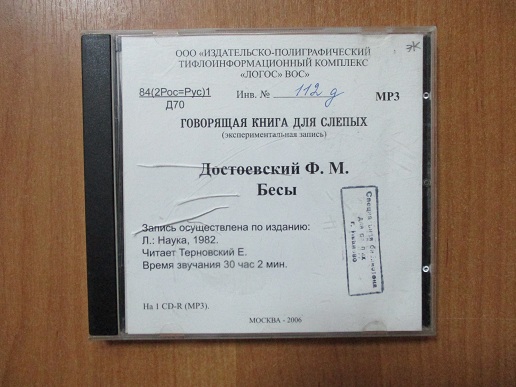 ООО «ИЗДАТЕЛЬСКО-ПОЛИГРАФИЧЕСКИЙ
ТИФЛОИНФОРМАЦИОННЫЙ КОМПЛЕКС
«ЛОГОС» ВОС»
84(2Рос=Рус)1
Д70
Инв. № 112 д
MP3
ГОВОРЯЩАЯ КНИГА ДЛЯ СЛЕПЫХ
(экспериментальная запись)
Достоевский Ф. М.
Бесы
Запись осуществлена по изданию:
Л.: Наука, 1982.
Читает Терновский Е.
Время звучания 30 час 2 мин.
На 1 CD-R (MP3).
МОСКВА - 2006